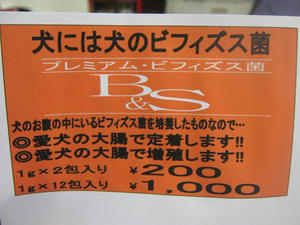 犬には犬のビフィズス菌
プレミアム・ビフィズス菌
B&S
犬のお腹の中にいるビフィズス菌を培養したものなので…
◎愛犬の大腸で定着します!!
◎愛犬の大腸で増殖します!!
1g×2包入り ¥200
1g×12包入り ¥1,000